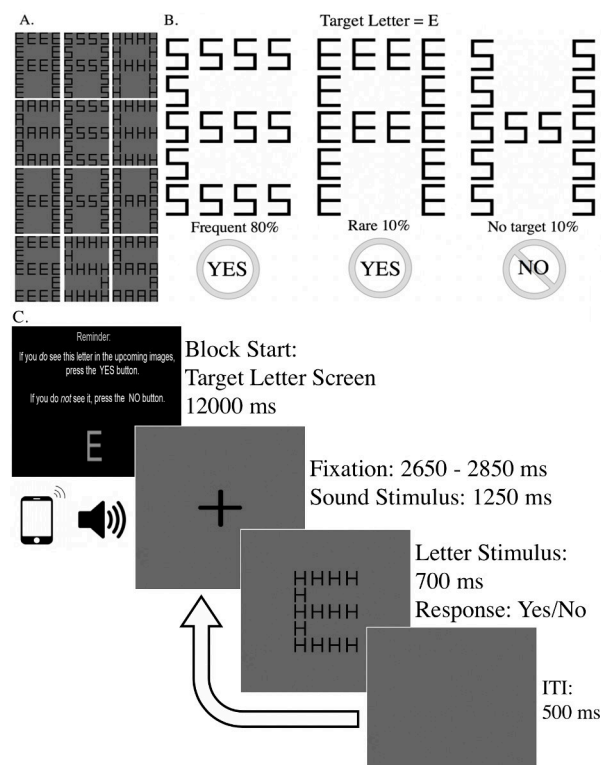 A.
B.
Target Letter = E
S S S S E E E E S S
S E E S S
S S S S E E E E S S S S
S E E S S
S S S S E E S S
Frequent 80%
Rare 10%
No target 10%
YES
YES
NO
C.
Reminder:
If you do see this letter in the upcoming images,
press the YES button.
If you do not see it, press the NO button.
E
Block Start:
Target Letter Screen
12000 ms
Fixation: 2650 - 2850 ms
Sound Stimulus: 1250 ms
HHHH
H
HHHH
H
HHHH
Letter Stimulus:
700 ms
Response: Yes/No
ITI:
500 ms